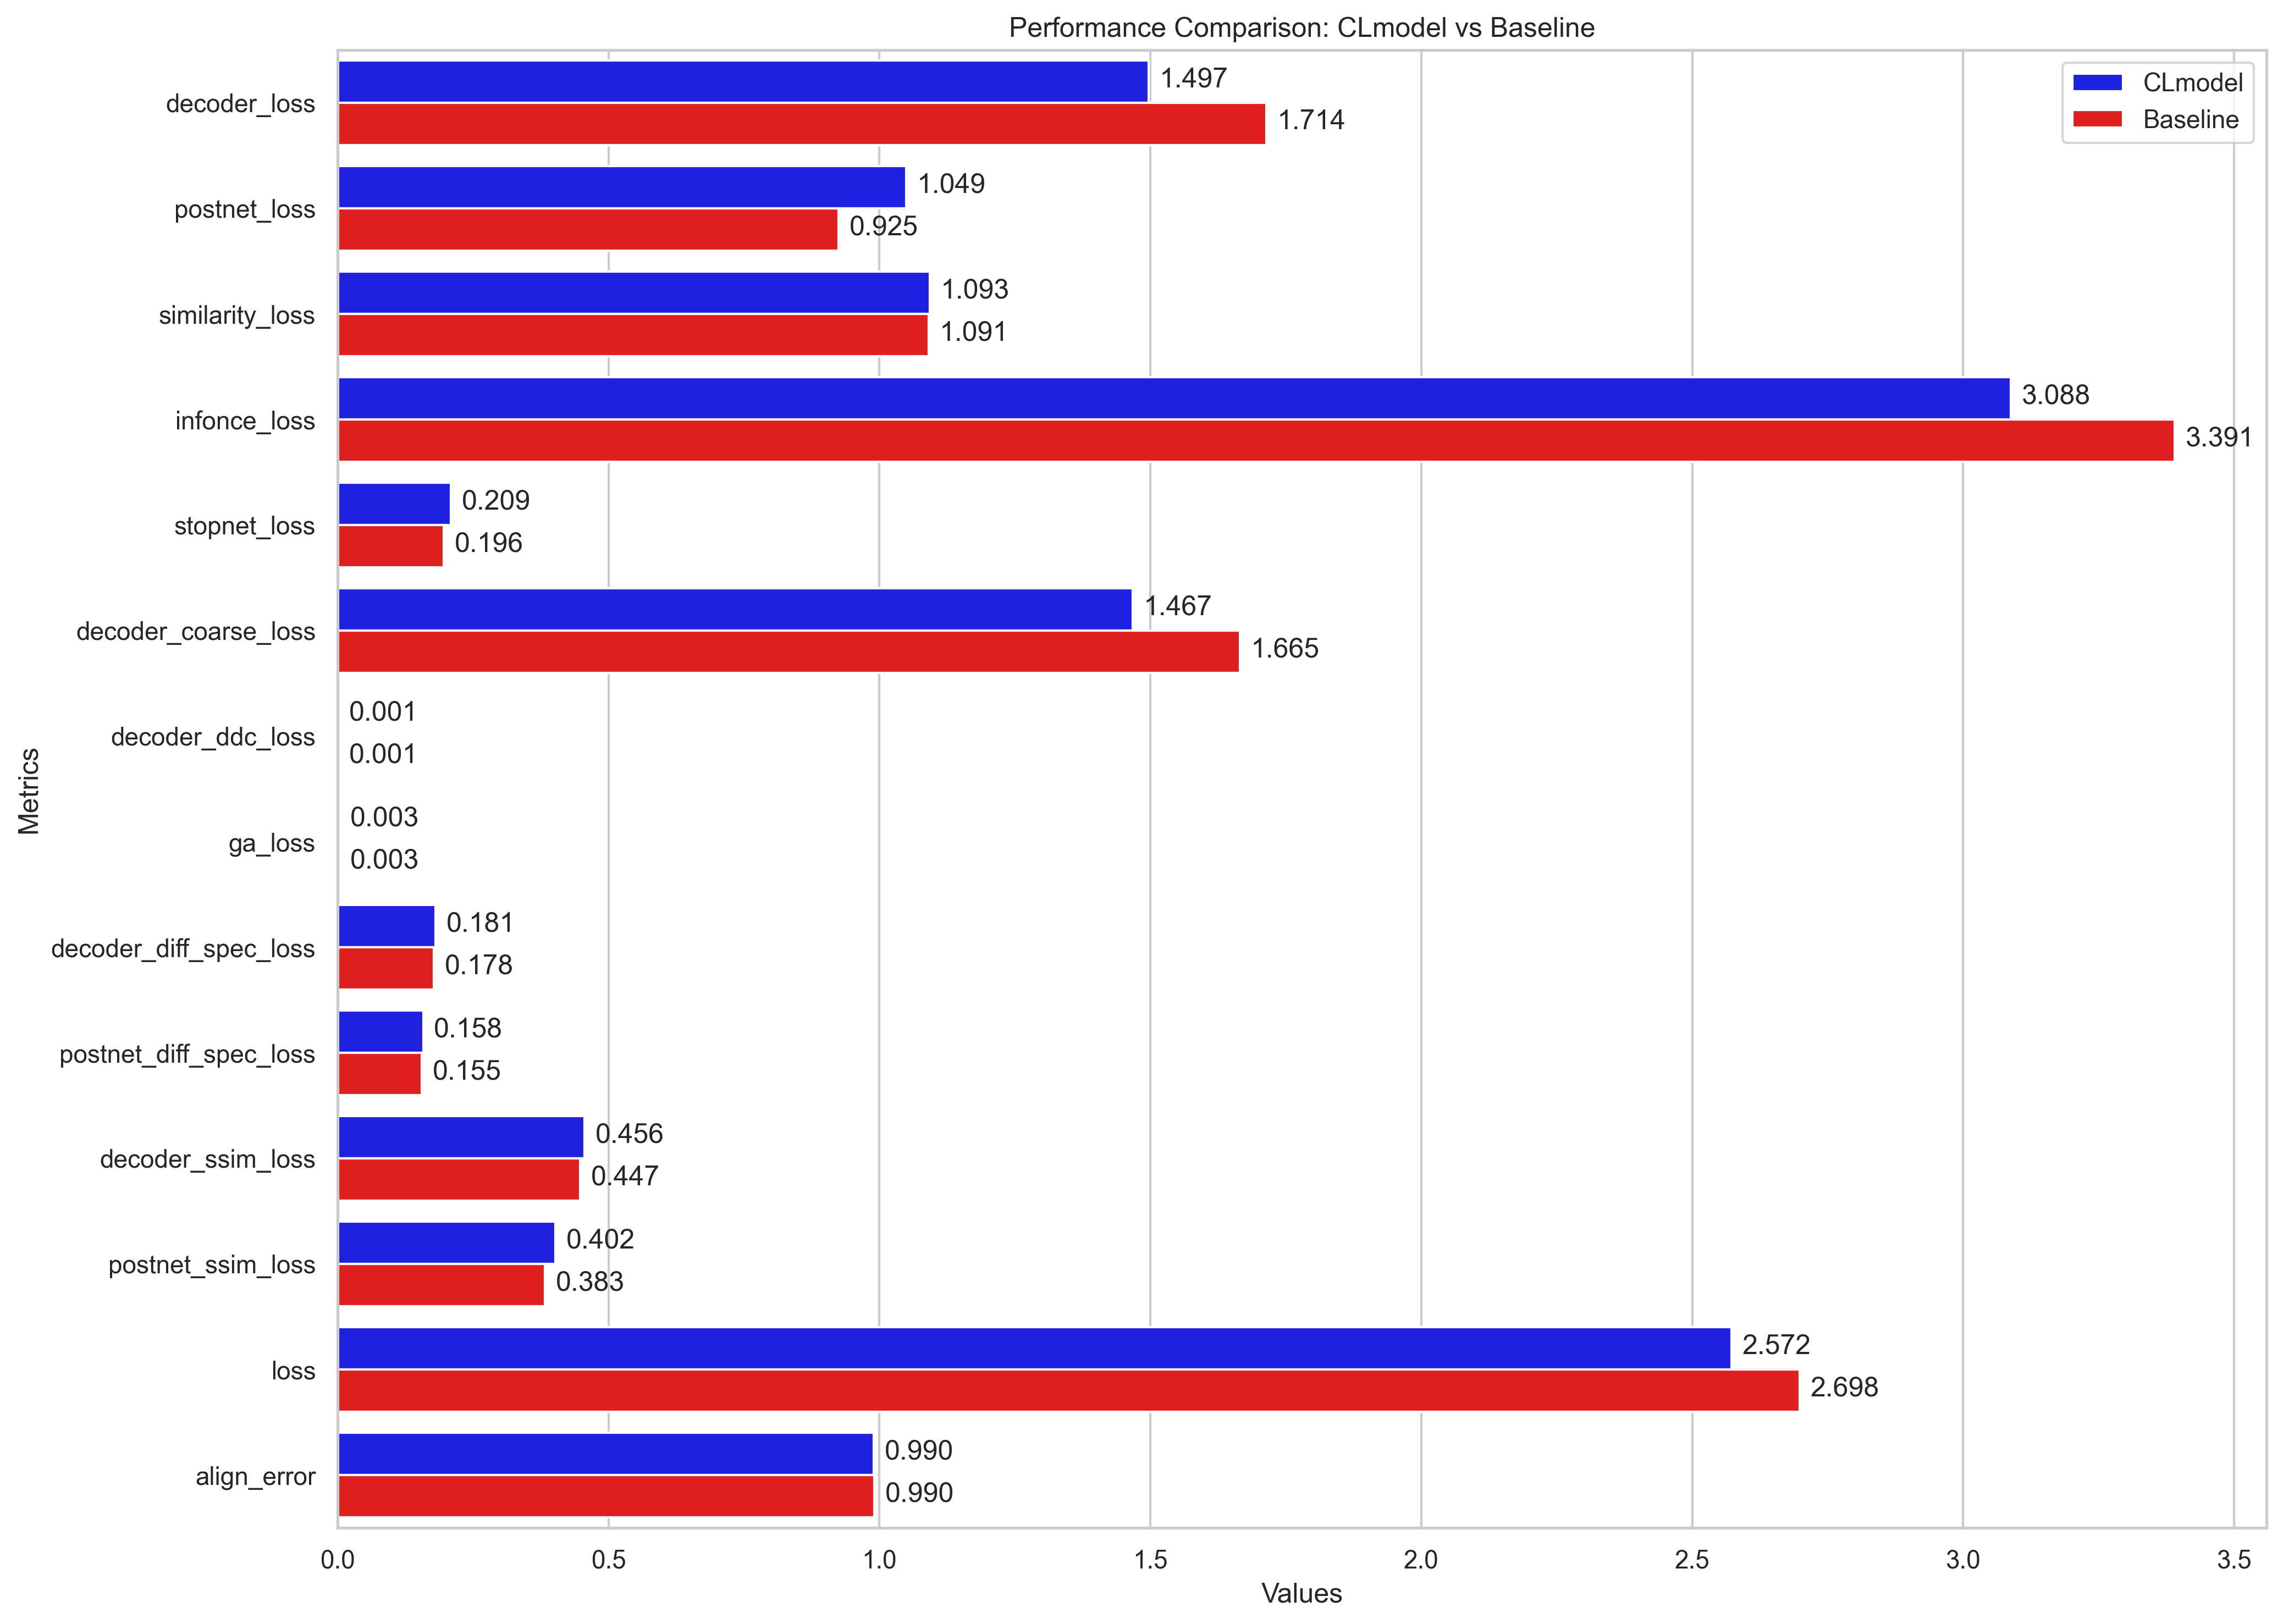 Performance Comparison: CLmodel vs Baseline
CLmodel
Baseline
decoder_loss
1.497
1.714
postnet_loss
1.049
0.925
similarity_loss
1.093
1.091
infonce_loss
3.088
3.391
stopnet_loss
0.209
0.196
decoder_coarse_loss
1.467
1.665
decoder_ddc_loss
0.001
0.001
ga_loss
0.003
0.003
decoder_diff_spec_loss
0.181
0.178
postnet_diff_spec_loss
0.158
0.155
decoder_ssim_loss
0.456
0.447
postnet_ssim_loss
0.402
0.383
loss
2.572
2.698
align_error
0.990
0.990
Metrics
0.0 0.5 1.0 1.5 2.0 2.5 3.0 3.5
Values